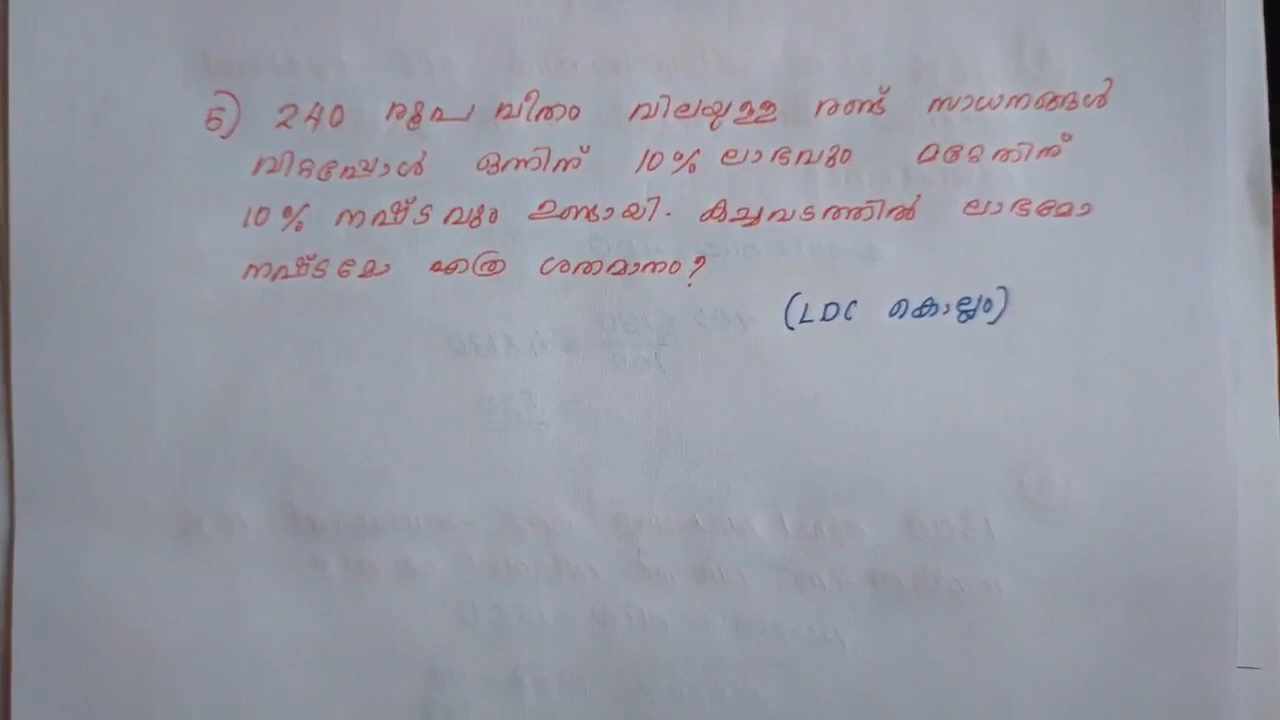 5) 240 രൂപ വീതം വിലയുള്ള രണ്ട് സാധനങ്ങൾ
വിറ്റപ്പോൾ ഒന്നിന് 10% ലാഭവും മറ്റേതിന്
10% നഷ്ടവും ഉണ്ടായി. കച്ചവടത്തിൽ ലാഭമോ
നഷ്ടമോ എത്ര ശതമാനം?
(LDC കൊല്ലം)